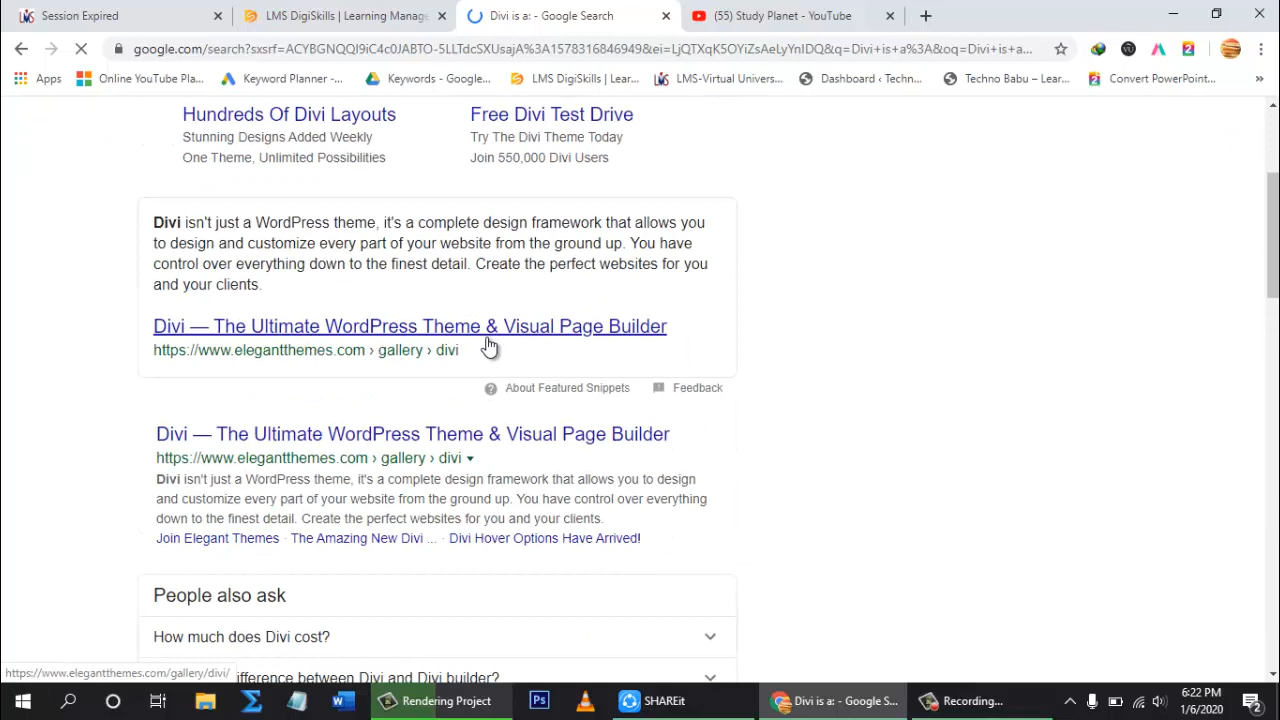 Session Expired
LMS DigiSkills | Learning Manage
Divi is a: - Google Search
(55) Study Planet - YouTube
google.com/search?sxsrf=ACYBGNQQI9iC4c0JABTO-5LLTdcSXUsajA%3A1578316846949&ei=LjQTXqK5OYiZsAeLyYnIDQ&q=Divi+is+a%3A&oq=Divi+is+a...
Apps
Online YouTube Pla...
Keyword Planner -...
Keywords - Google...
LMS DigiSkills | Lear...
LMS-Virtual Univers...
Dashboard ‹ Techn...
Techno Babu – Lear...
Convert PowerPoint...
Hundreds Of Divi Layouts
Stunning Designs Added Weekly
One Theme, Unlimited Possibilities
Free Divi Test Drive
Try The Divi Theme Today
Join 550,000 Divi Users
Divi isn't just a WordPress theme, it's a complete design framework that allows you
to design and customize every part of your website from the ground up. You have
control over everything down to the finest detail. Create the perfect websites for you
and your clients.
Divi — The Ultimate WordPress Theme & Visual Page Builder
https://www.elegantthemes.com › gallery › divi
About Featured Snippets
Feedback
Divi — The Ultimate WordPress Theme & Visual Page Builder
https://www.elegantthemes.com › gallery › divi
Divi isn't just a WordPress theme, it's a complete design framework that allows you to design
and customize every part of your website from the ground up. You have control over everything
down to the finest detail. Create the perfect websites for you and your clients.
Join Elegant Themes · The Amazing New Divi ... · Divi Hover Options Have Arrived!
People also ask
How much does Divi cost?
difference between Divi and Divi builder?
https://www.elegantthemes.com/gallery/divi/
Rendering Project
SHAREit
Divi is a: - Google S...
Recording...
6:22 PM
1/6/2020
2